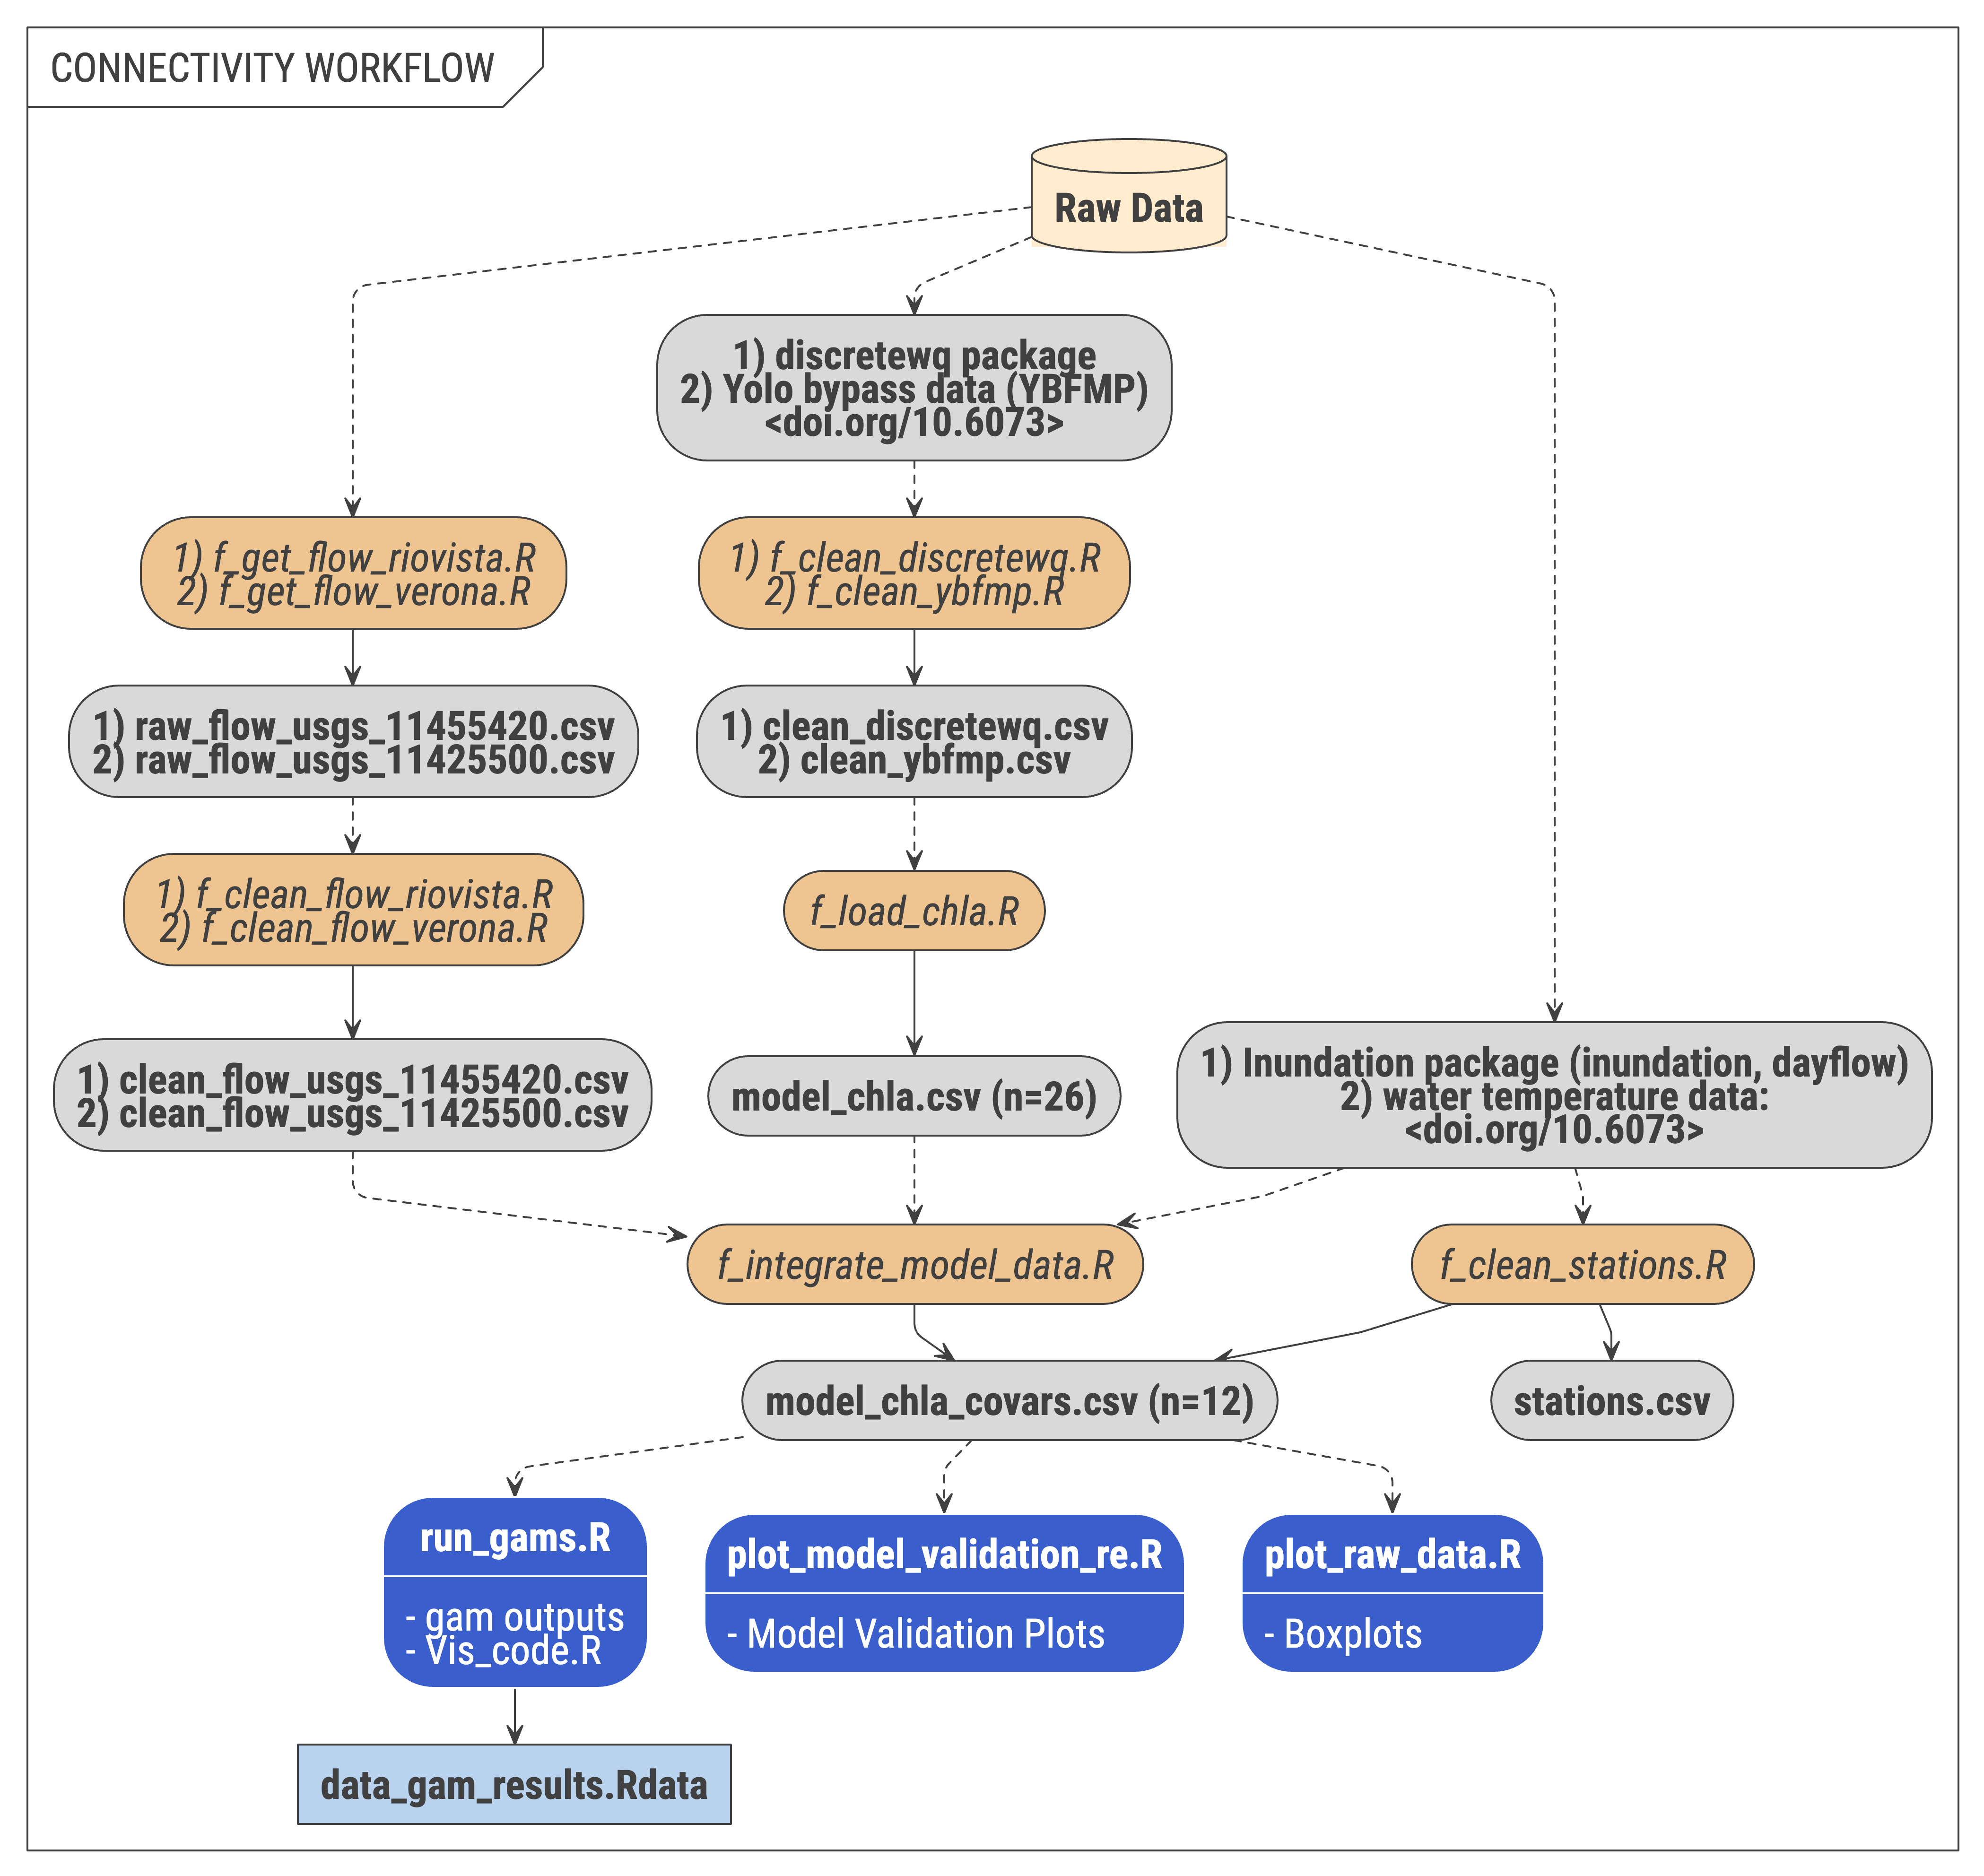 CONNECTIVITY WORKFLOW
Raw Data
1) discretewq package
2) Yolo bypass data (YBFMP)
<doi.org/10.6073>
1) f_get_flow_riovista.R
2) f_get_flow_verona.R
1) f_clean_discretewq.R
2) f_clean_ybfmp.R
1) raw_flow_usgs_11455420.csv
2) raw_flow_usgs_11425500.csv
1) clean_discretewq.csv
2) clean_ybfmp.csv
1) f_clean_flow_riovista.R
2) f_clean_flow_verona.R
f_load_chla.R
1) clean_flow_usgs_11455420.csv
2) clean_flow_usgs_11425500.csv
model_chla.csv (n=26)
1) Inundation package (inundation, dayflow)
2) water temperature data:
<doi.org/10.6073>
f_integrate_model_data.R
f_clean_stations.R
model_chla_covars.csv (n=12)
stations.csv
run_gams.R
- gam outputs
- Vis_code.R
plot_model_validation_re.R
- Model Validation Plots
plot_raw_data.R
- Boxplots
data_gam_results.Rdata